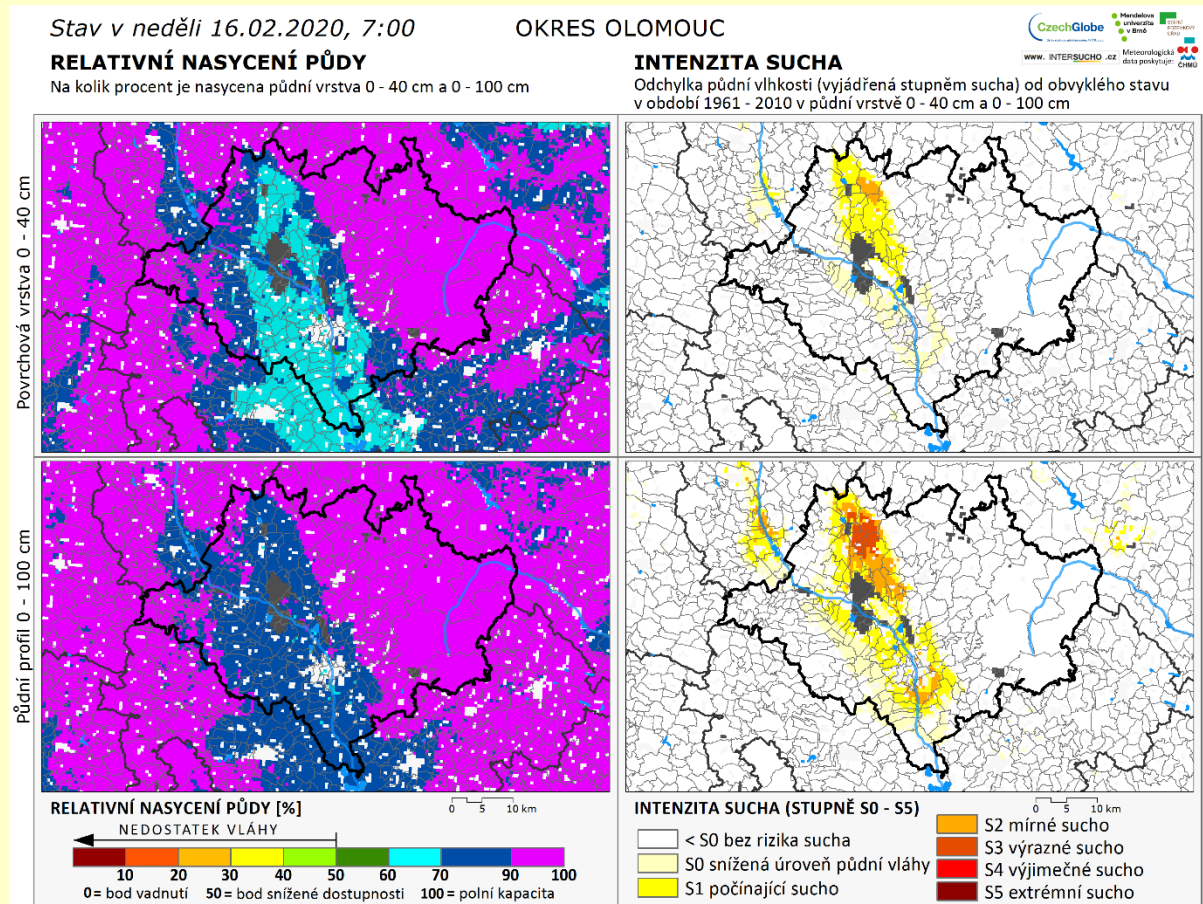 Stav v neděli 16.02.2020, 7:00
OKRES OLOMOUC
CzechGlobe
Mendelova
univerzita
v Brně
STÁTNÍ
POZEMKOVÝ
ÚŘAD
www. INTERSUCHO .cz
Meteorologická
data poskytuje:
ČHMÚ
RELATIVNÍ NASYCENÍ PŮDY
Na kolik procent je nasycena půdní vrstva 0 - 40 cm a 0 - 100 cm
INTENZITA SUCHA
Odchylka půdní vlhkosti (vyjádřená stupněm sucha) od obvyklého stavu
v období 1961 - 2010 v půdní vrstvě 0 - 40 cm a 0 - 100 cm
Povrchová vrstva 0 - 40 cm
Půdní profil 0 - 100 cm
RELATIVNÍ NASYCENÍ PŮDY [%]
0 5 10 km
NEDOSTATEK VLÁHY
10 20 30 40 50 60 70 80 90 100
0 = bod vadnutí 50 = bod snížené dostupnosti 100 = polní kapacita
INTENZITA SUCHA (STUPNĚ S0 - S5)
0 5 10 km
< S0 bez rizika sucha
S0 snížená úroveň půdní vláhy
S1 počínající sucho
S2 mírné sucho
S3 výrazné sucho
S4 výjimečné sucho
S5 extrémní sucho